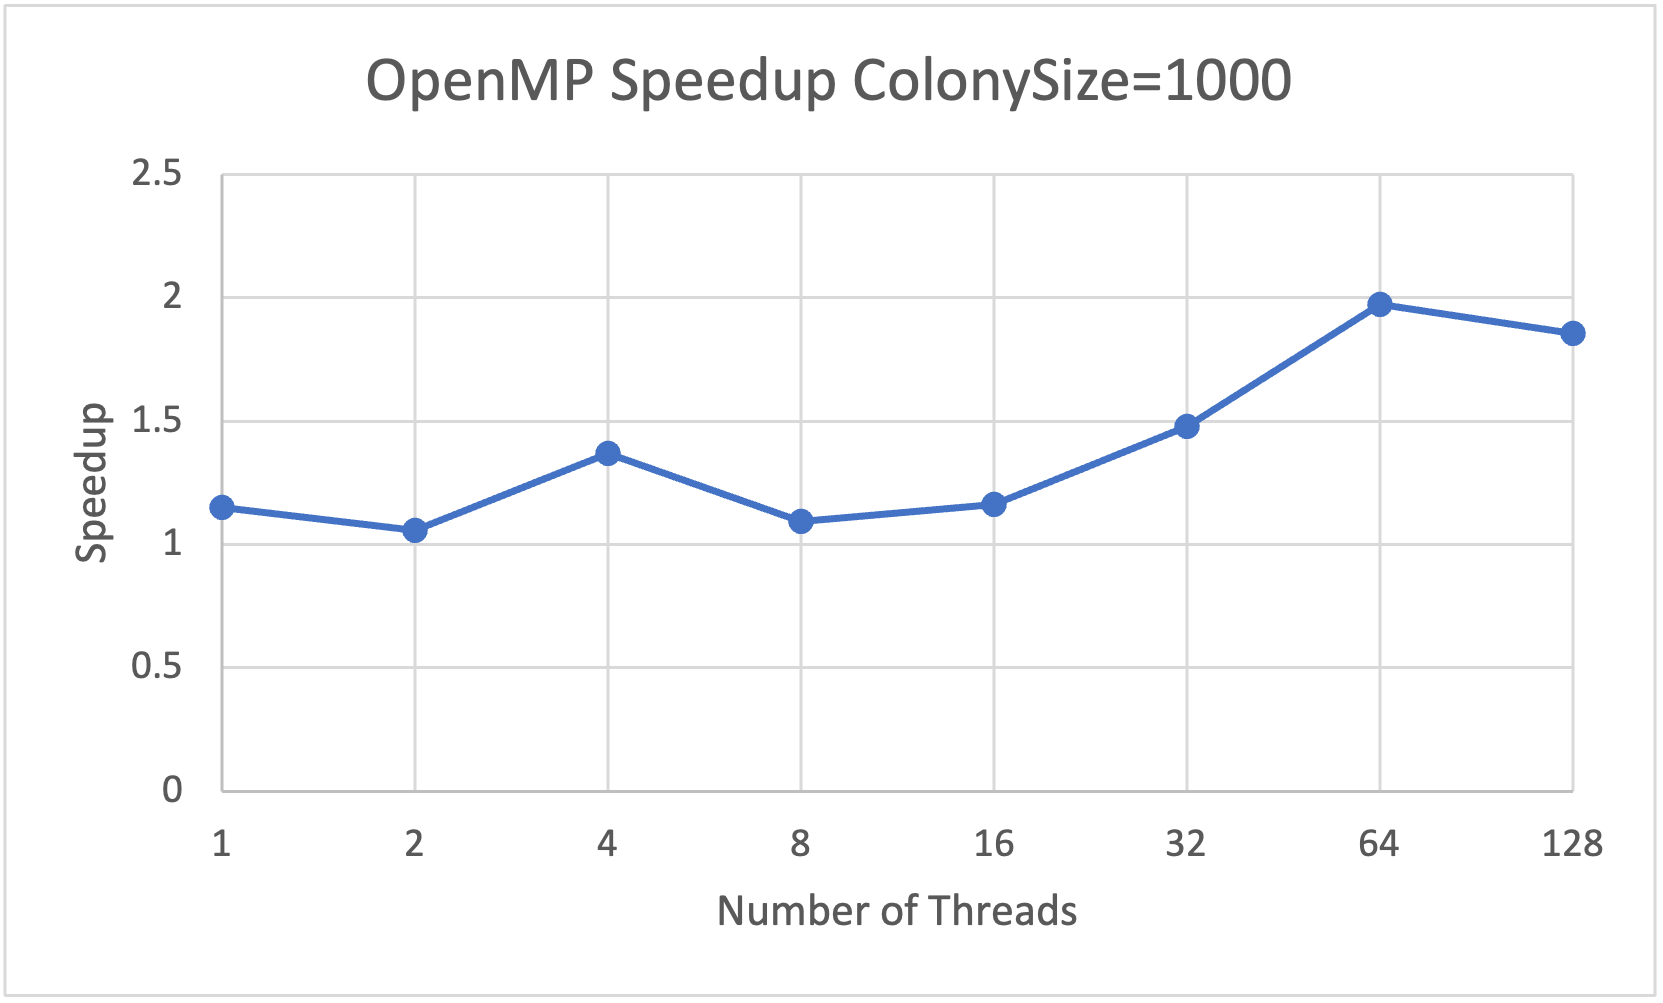 OpenMP Speedup ColonySize=1000
2.5
2
1.5
1
0.5
0
Speedup
1 2 4 8 16 32 64 128
Number of Threads